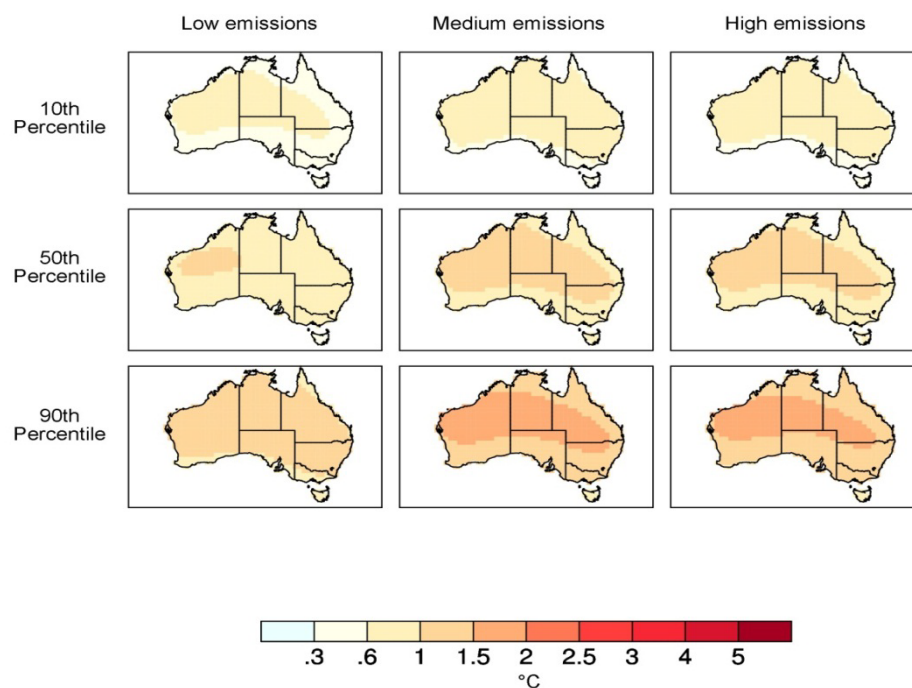 Low emissions
Medium emissions
High emissions
10th
Percentile
50th
Percentile
90th
Percentile
.3 .6 1 1.5 2 2.5 3 4 5
°C